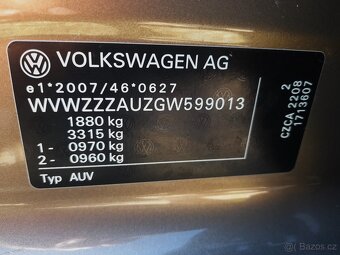 VOLKSWAGEN AG
e1*2007/46*0627
WVWZZZAUZGW599013
1880 kg
3315 kg
1- 0970 kg
2- 0960 kg
Typ AUV
2
CZCA 2208
1713607
Bazoš.cz